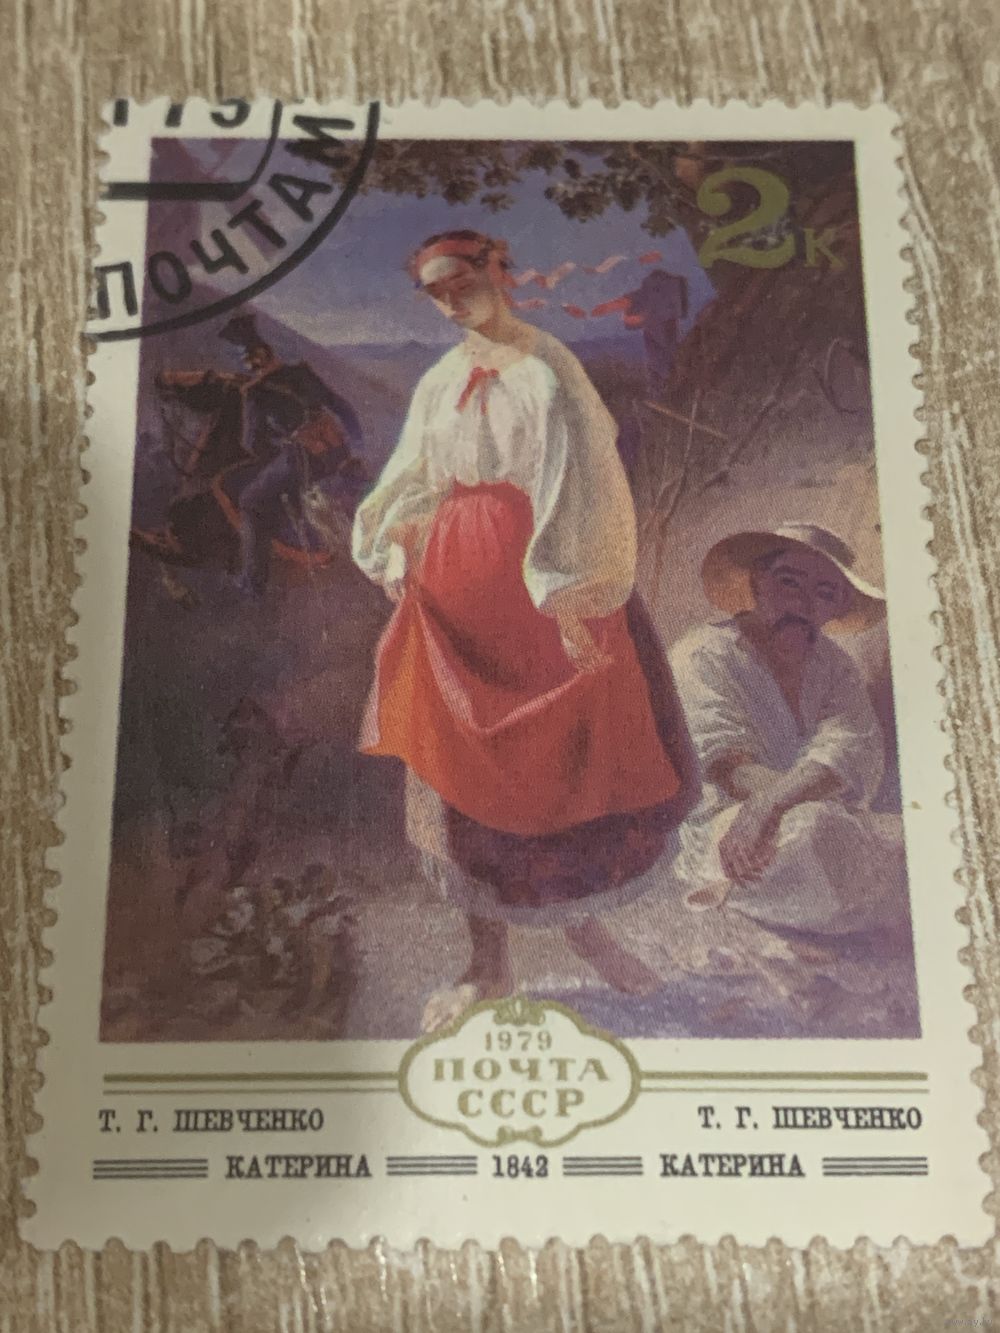 ПОЧТАМ
2к
1979
ПОЧТА
СССР
Т. Г. ШЕВЧЕНКО
Т. Г. ШЕВЧЕНКО
КАТЕРИНА 1842 КАТЕРИНА